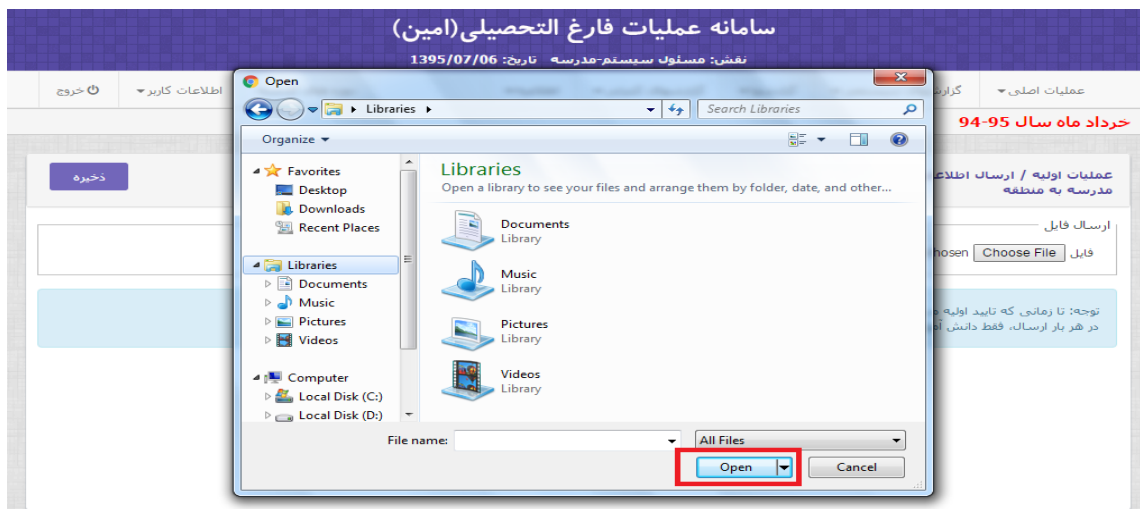 سامانه عملیات فارغ التحصیلی(امین)
نقش: مسئول سیستم-مدرسه تاریخ: 1395/07/06
عملیات اصلی
اطلاعات کاربر
خروج
خرداد ماه سال 95-94
عملیات اولیه / ارسال
مدرسه به منطقه
ذخیره
ارسال فایل
فایل Choose File
توجه: تا زمانی که تایید اولیه
در هر بار ارسال، فقط دانش
Open
Libraries
Search Libraries
Organize
Favorites
Desktop
Downloads
Recent Places
Libraries
Documents
Music
Pictures
Videos
Computer
Local Disk (C:)
Local Disk (D:)
Libraries
Open a library to see your files and arrange them by folder, date, and other...
Documents
Library
Music
Library
Pictures
Library
Videos
Library
File name:
All Files
Open
Cancel